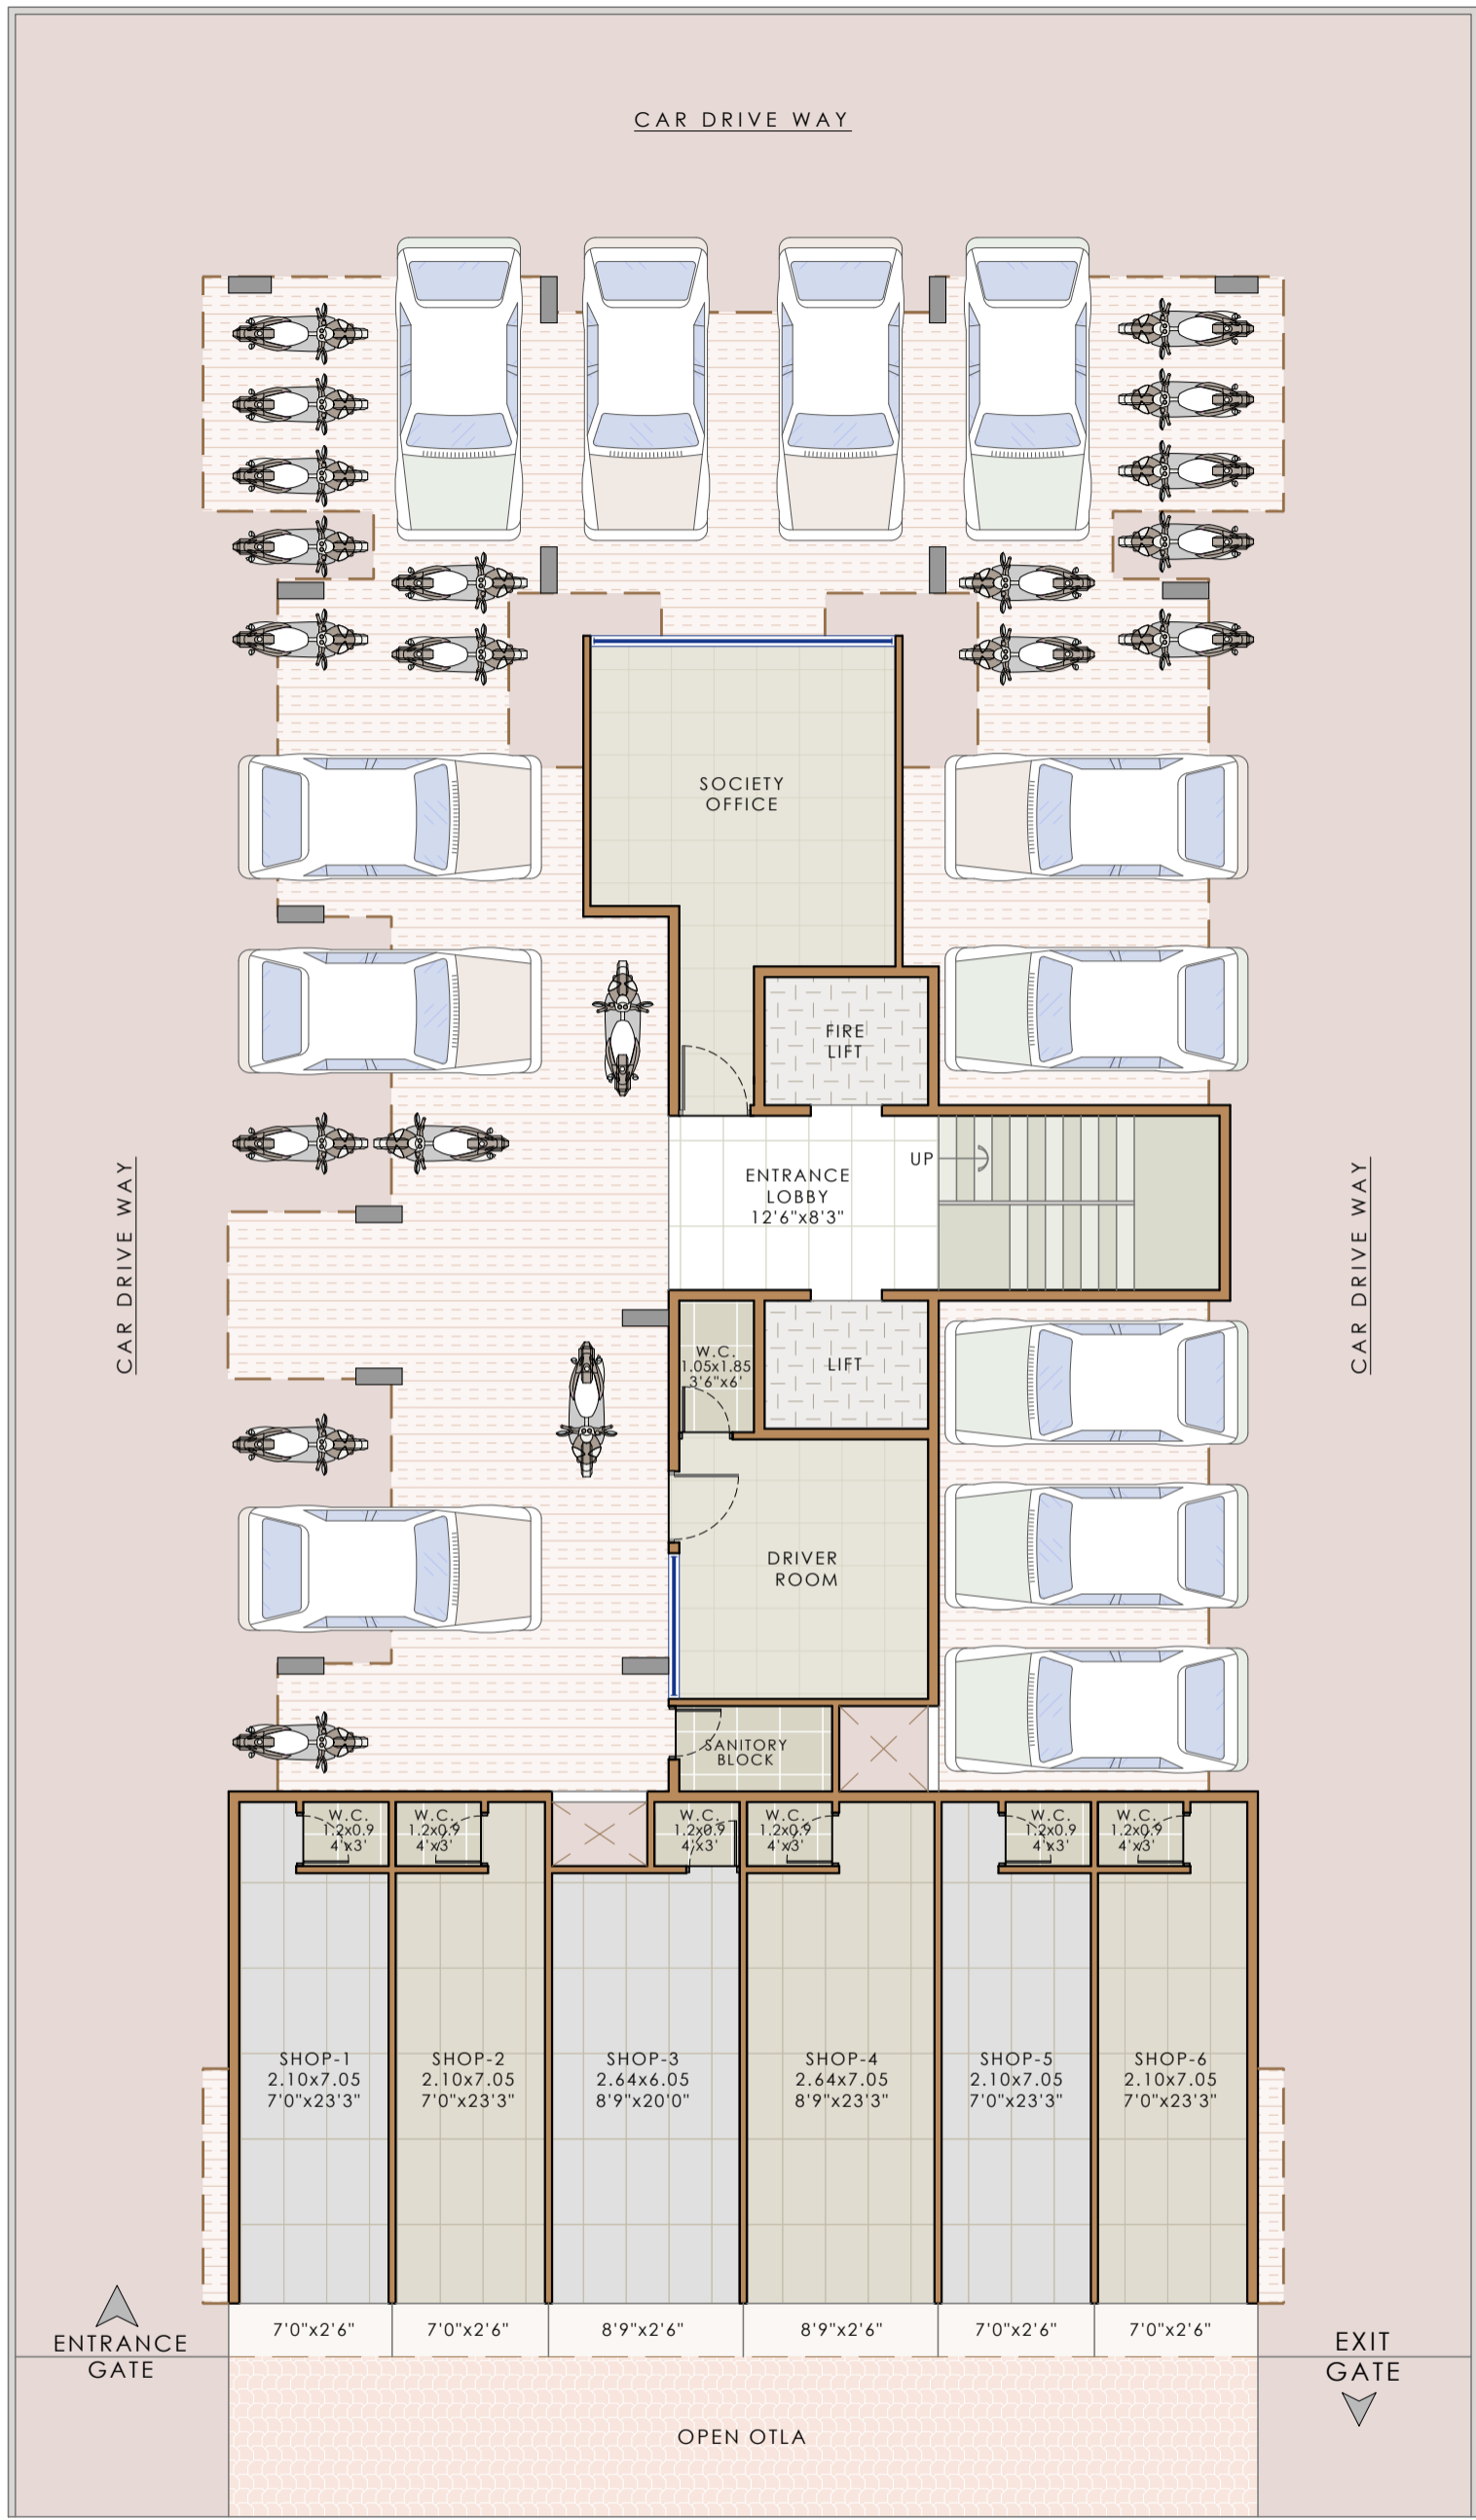 CAR DRIVE WAY
SOCIETY
OFFICE
FIRE
LIFT
UP
ENTRANCE
LOBBY
12'6"x8'3"
CAR DRIVE WAY
CAR DRIVE WAY
W.C.
1.05x1.85
3'6"x6'
LIFT
DRIVER
ROOM
SANITORY
BLOCK
W.C.
1.2x0.9
4'x3'
W.C.
1.2x0.9
4'x3'
W.C.
1.2x0.9
4'x3'
W.C.
1.2x0.9
4'x3'
W.C.
1.2x0.9
4'x3'
W.C.
1.2x0.9
4'x3'
SHOP-1
2.10x7.05
7'0"x23'3"
SHOP-2
2.10x7.05
7'0"x23'3"
SHOP-3
2.64x6.05
8'9"x20'0"
SHOP-4
2.64x7.05
8'9"x23'3"
SHOP-5
2.10x7.05
7'0"x23'3"
SHOP-6
2.10x7.05
7'0"x23'3"
7'0"x2'6"
7'0"x2'6"
8'9"x2'6"
8'9"x2'6"
7'0"x2'6"
7'0"x2'6"
ENTRANCE
GATE
EXIT
GATE
OPEN OTLA